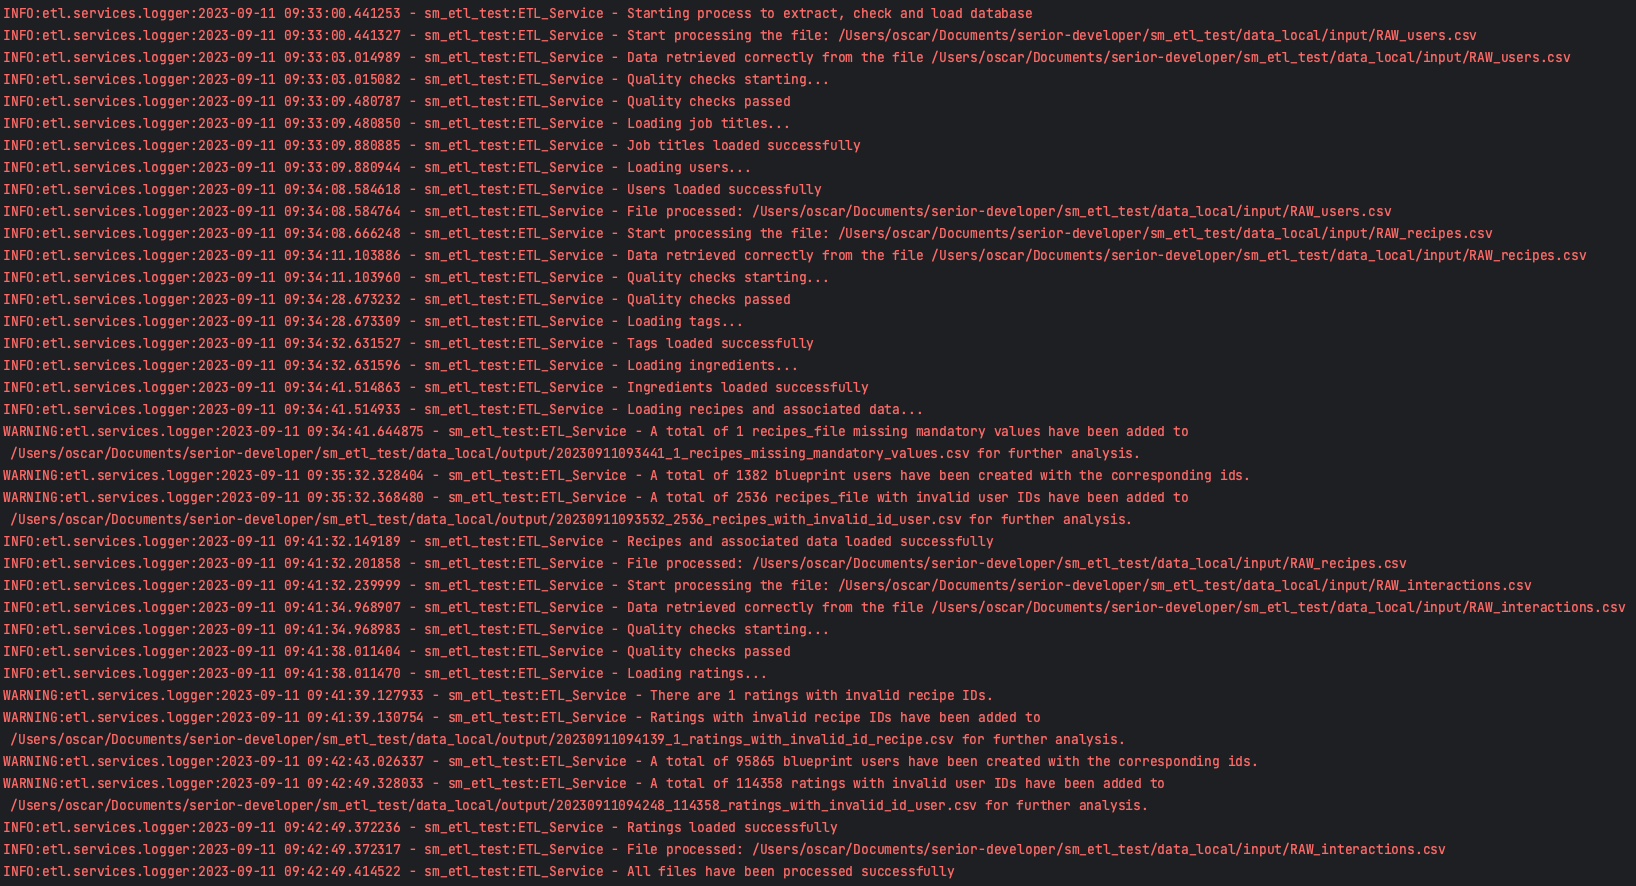 INFO:etl.services.logger:2023-09-11 09:33:00.441253 - sm_etl_test:ETL_Service - Starting process to extract, check and load database
INFO:etl.services.logger:2023-09-11 09:33:00.441327 - sm_etl_test:ETL_Service - Start processing the file: /Users/oscar/Documents/serior-developer/sm_etl_test/data_local/input/RAW_users.csv
INFO:etl.services.logger:2023-09-11 09:33:03.014989 - sm_etl_test:ETL_Service - Data retrieved correctly from the file /Users/oscar/Documents/serior-developer/sm_etl_test/data_local/input/RAW_users.csv
INFO:etl.services.logger:2023-09-11 09:33:03.015082 - sm_etl_test:ETL_Service - Quality checks starting...
INFO:etl.services.logger:2023-09-11 09:33:09.480787 - sm_etl_test:ETL_Service - Quality checks passed
INFO:etl.services.logger:2023-09-11 09:33:09.480850 - sm_etl_test:ETL_Service - Loading job titles...
INFO:etl.services.logger:2023-09-11 09:33:09.880885 - sm_etl_test:ETL_Service - Job titles loaded successfully
INFO:etl.services.logger:2023-09-11 09:33:09.880944 - sm_etl_test:ETL_Service - Loading users...
INFO:etl.services.logger:2023-09-11 09:34:08.584618 - sm_etl_test:ETL_Service - Users loaded successfully
INFO:etl.services.logger:2023-09-11 09:34:08.584764 - sm_etl_test:ETL_Service - File processed: /Users/oscar/Documents/serior-developer/sm_etl_test/data_local/input/RAW_users.csv
INFO:etl.services.logger:2023-09-11 09:34:08.666248 - sm_etl_test:ETL_Service - Start processing the file: /Users/oscar/Documents/serior-developer/sm_etl_test/data_local/input/RAW_recipes.csv
INFO:etl.services.logger:2023-09-11 09:34:11.103886 - sm_etl_test:ETL_Service - Data retrieved correctly from the file /Users/oscar/Documents/serior-developer/sm_etl_test/data_local/input/RAW_recipes.csv
INFO:etl.services.logger:2023-09-11 09:34:11.103960 - sm_etl_test:ETL_Service - Quality checks starting...
INFO:etl.services.logger:2023-09-11 09:34:28.673232 - sm_etl_test:ETL_Service - Quality checks passed
INFO:etl.services.logger:2023-09-11 09:34:28.673309 - sm_etl_test:ETL_Service - Loading tags...
INFO:etl.services.logger:2023-09-11 09:34:32.631527 - sm_etl_test:ETL_Service - Tags loaded successfully
INFO:etl.services.logger:2023-09-11 09:34:32.631596 - sm_etl_test:ETL_Service - Loading ingredients...
INFO:etl.services.logger:2023-09-11 09:34:41.514863 - sm_etl_test:ETL_Service - Ingredients loaded successfully
INFO:etl.services.logger:2023-09-11 09:34:41.514933 - sm_etl_test:ETL_Service - Loading recipes and associated data...
WARNING:etl.services.logger:2023-09-11 09:34:41.644875 - sm_etl_test:ETL_Service - A total of 1 recipes_file missing mandatory values have been added to
/Users/oscar/Documents/serior-developer/sm_etl_test/data_local/output/20230911093441_1_recipes_missing_mandatory_values.csv for further analysis.
WARNING:etl.services.logger:2023-09-11 09:35:32.328404 - sm_etl_test:ETL_Service - A total of 1382 blueprint users have been created with the corresponding ids.
WARNING:etl.services.logger:2023-09-11 09:35:32.368480 - sm_etl_test:ETL_Service - A total of 2536 recipes_file with invalid user IDs have been added to
/Users/oscar/Documents/serior-developer/sm_etl_test/data_local/output/20230911093532_2536_recipes_with_invalid_id_user.csv for further analysis.
INFO:etl.services.logger:2023-09-11 09:41:32.149189 - sm_etl_test:ETL_Service - Recipes and associated data loaded successfully
INFO:etl.services.logger:2023-09-11 09:41:32.201858 - sm_etl_test:ETL_Service - File processed: /Users/oscar/Documents/serior-developer/sm_etl_test/data_local/input/RAW_recipes.csv
INFO:etl.services.logger:2023-09-11 09:41:32.239999 - sm_etl_test:ETL_Service - Start processing the file: /Users/oscar/Documents/serior-developer/sm_etl_test/data_local/input/RAW_interactions.csv
INFO:etl.services.logger:2023-09-11 09:41:34.968907 - sm_etl_test:ETL_Service - Data retrieved correctly from the file /Users/oscar/Documents/serior-developer/sm_etl_test/data_local/input/RAW_interactions.csv
INFO:etl.services.logger:2023-09-11 09:41:34.968983 - sm_etl_test:ETL_Service - Quality checks starting...
INFO:etl.services.logger:2023-09-11 09:41:38.011404 - sm_etl_test:ETL_Service - Quality checks passed
INFO:etl.services.logger:2023-09-11 09:41:38.011470 - sm_etl_test:ETL_Service - Loading ratings...
WARNING:etl.services.logger:2023-09-11 09:41:39.127933 - sm_etl_test:ETL_Service - There are 1 ratings with invalid recipe IDs.
WARNING:etl.services.logger:2023-09-11 09:41:39.130754 - sm_etl_test:ETL_Service - Ratings with invalid recipe IDs have been added to
/Users/oscar/Documents/serior-developer/sm_etl_test/data_local/output/20230911094139_1_ratings_with_invalid_id_recipe.csv for further analysis.
WARNING:etl.services.logger:2023-09-11 09:42:43.026337 - sm_etl_test:ETL_Service - A total of 95865 blueprint users have been created with the corresponding ids.
WARNING:etl.services.logger:2023-09-11 09:42:49.328033 - sm_etl_test:ETL_Service - A total of 114358 ratings with invalid user IDs have been added to
/Users/oscar/Documents/serior-developer/sm_etl_test/data_local/output/20230911094248_114358_ratings_with_invalid_id_user.csv for further analysis.
INFO:etl.services.logger:2023-09-11 09:42:49.372236 - sm_etl_test:ETL_Service - Ratings loaded successfully
INFO:etl.services.logger:2023-09-11 09:42:49.372317 - sm_etl_test:ETL_Service - File processed: /Users/oscar/Documents/serior-developer/sm_etl_test/data_local/input/RAW_interactions.csv
INFO:etl.services.logger:2023-09-11 09:42:49.414522 - sm_etl_test:ETL_Service - All files have been processed successfully